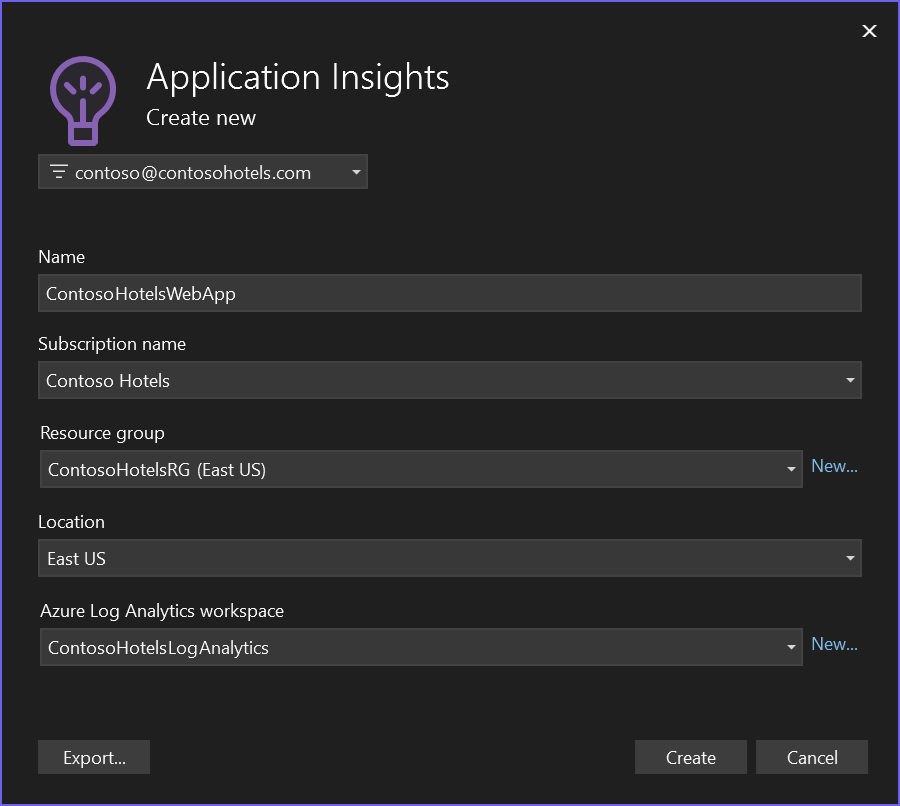 Application Insights
Create new
contoso@contosohotels.com
Name
ContosoHotelsWebApp
Subscription name
Contoso Hotels
Resource group
ContosoHotelsRG (East US)
New...
Location
East US
Azure Log Analytics workspace
ContosoHotelsLogAnalytics
New...
Export... Create Cancel